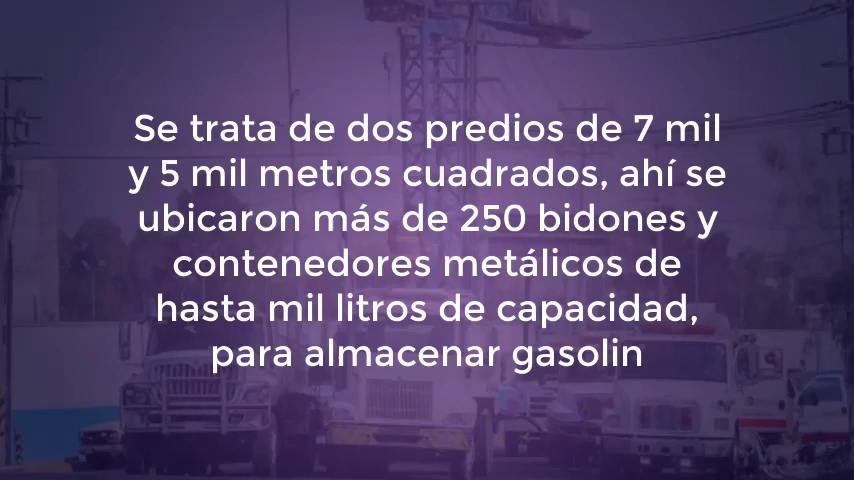 Se trata de dos predios de 7 mil
y 5 mil metros cuadrados, ahí se
ubicaron más de 250 bidones y
contenedores metálicos de
hasta mil litros de capacidad,
para almacenar gasolin